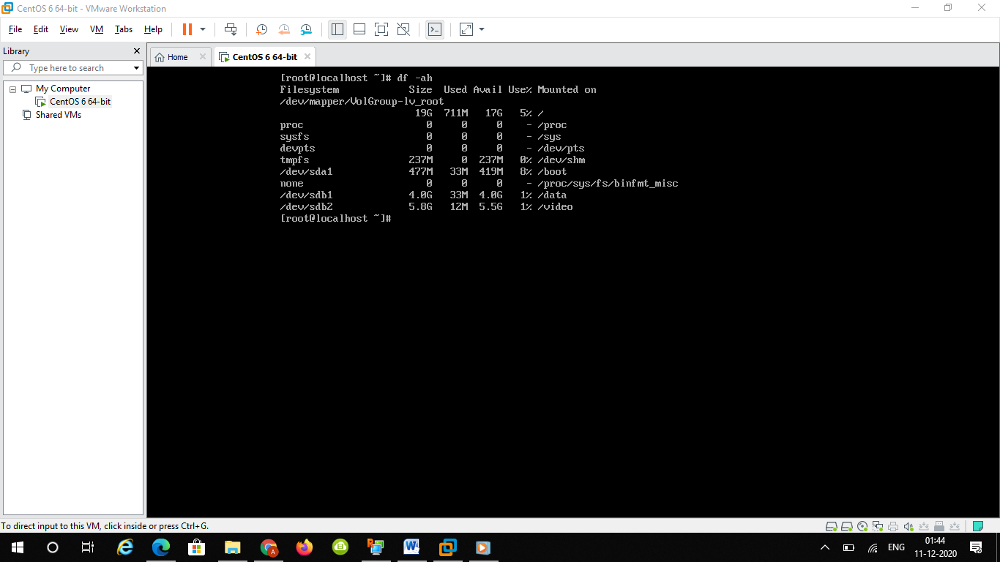 CentOS 6 64-bit - VMware Workstation
File Edit View VM Tabs Help
Library
Type here to search
My Computer
CentOS 6 64-bit
Shared VMs
Home
CentOS 6 64-bit
[root@localhost ~]# df -ah
Filesystem            Size  Used Avail Use% Mounted on
/dev/mapper/VolGroup-lv_root
                       19G  711M   17G   5% /
proc                     0     0     0    - /proc
sysfs                    0     0     0    - /sys
devpts                   0     0     0    - /dev/pts
tmpfs                 237M     0  237M   0% /dev/shm
/dev/sda1             477M   33M  419M   8% /boot
none                     0     0     0    - /proc/sys/fs/binfmt_misc
/dev/sdb1             4.0G   33M  4.0G   1% /data
/dev/sdb2             5.8G   12M  5.5G   1% /video
[root@localhost ~]#
To direct input to this VM, click inside or press Ctrl+G.
ENG
01:44
11-12-2020